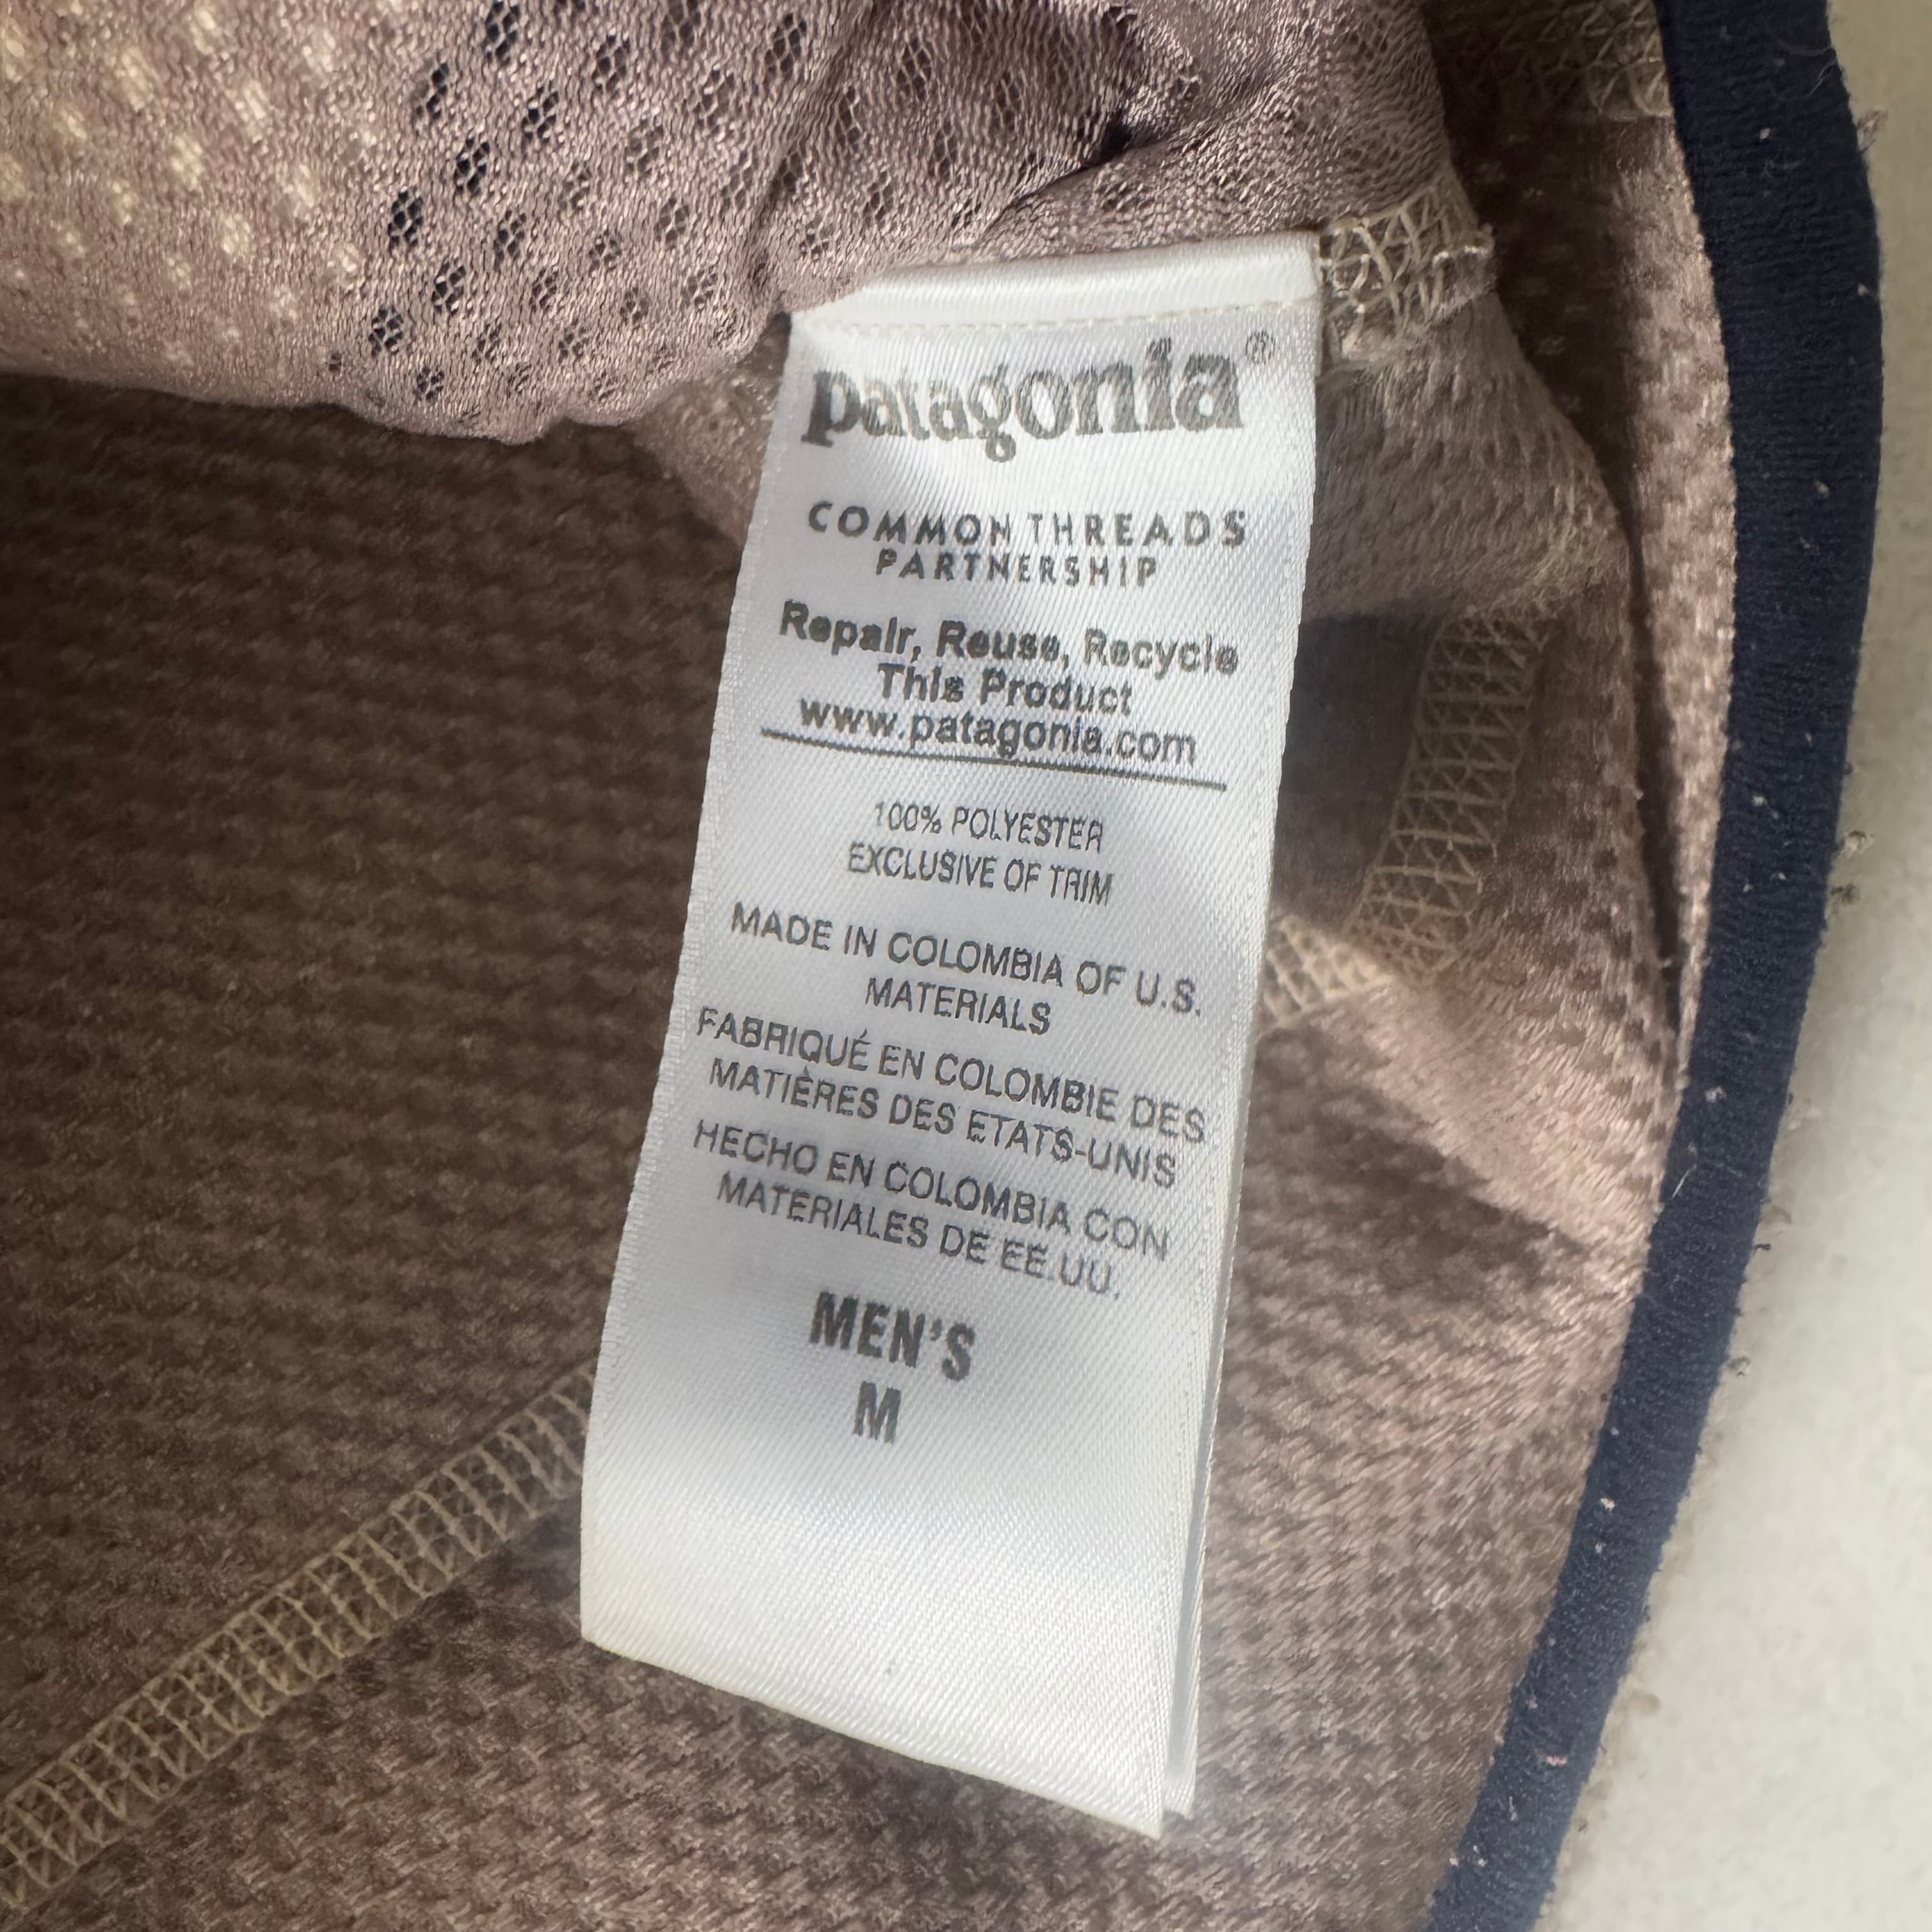 patagonia®
COMMON THREADS
PARTNERSHIP
Repair, Reuse, Recycle
This Product
www.patagonia.com
100% POLYESTER
EXCLUSIVE OF TRIM
MADE IN COLOMBIA OF U.S.
MATERIALS
FABRIQUÉ EN COLOMBIE DES
MATIÈRES DES ETATS-UNIS
HECHO EN COLOMBIA CON
MATERIALES DE EE.UU.
MEN'S
M